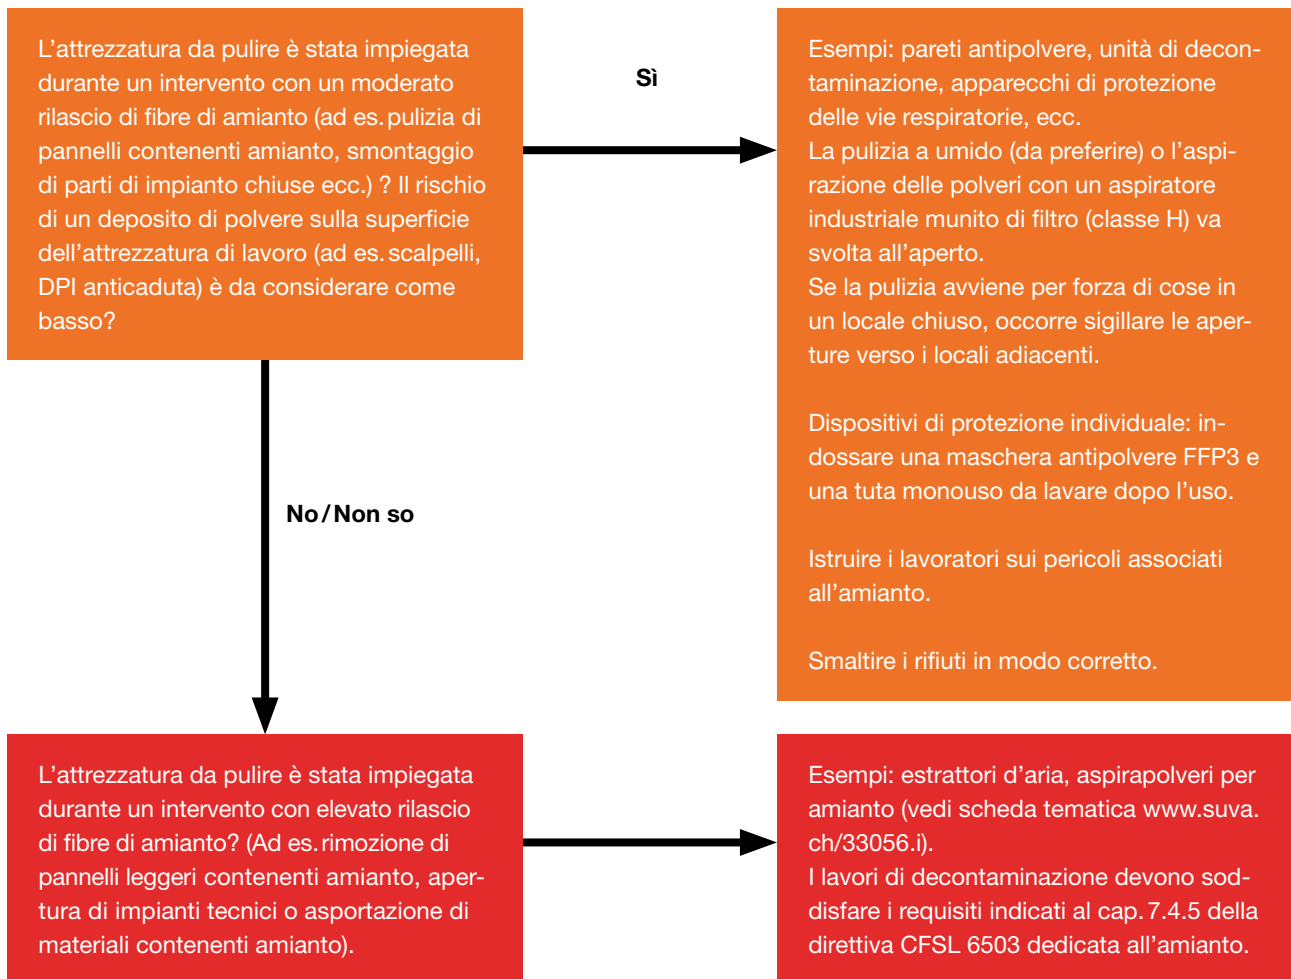 L'attrezzatura da pulire è stata impiegata
durante un intervento con un moderato
rilascio di fibre di amianto (ad es. pulizia di
pannelli contenenti amianto, smontaggio
di parti di impianto chiuse ecc.) ? Il rischio
di un deposito di polvere sulla superficie
dell'attrezzatura di lavoro (ad es. scalpelli,
DPI anticaduta) è da considerare come
basso?
Sì
Esempi: pareti antipolvere, unità di decon-
taminazione, apparecchi di protezione
delle vie respiratorie, ecc.
La pulizia a umido (da preferire) o l'aspi-
razione delle polveri con un aspiratore
industriale munito di filtro (classe H) va
svolta all'aperto.
Se la pulizia avviene per forza di cose in
un locale chiuso, occorre sigillare le aper-
ture verso i locali adiacenti.
Dispositivi di protezione individuale: in-
dossare una maschera antipolvere FFP3 e
una tuta monouso da lavare dopo l'uso.
Istruire i lavoratori sui pericoli associati
all'amianto.
Smaltire i rifiuti in modo corretto.
No / Non so
L'attrezzatura da pulire è stata impiegata
durante un intervento con elevato rilascio
di fibre di amianto? (Ad es. rimozione di
pannelli leggeri contenenti amianto, aper-
tura di impianti tecnici o asportazione di
materiali contenenti amianto).
Esempi: estrattori d'aria, aspirapolveri per
amianto (vedi scheda tematica www.suva.
ch/33056.i).
I lavori di decontaminazione devono sod-
disfare i requisiti indicati al cap. 7.4.5 della
direttiva CFSL 6503 dedicata all'amianto.